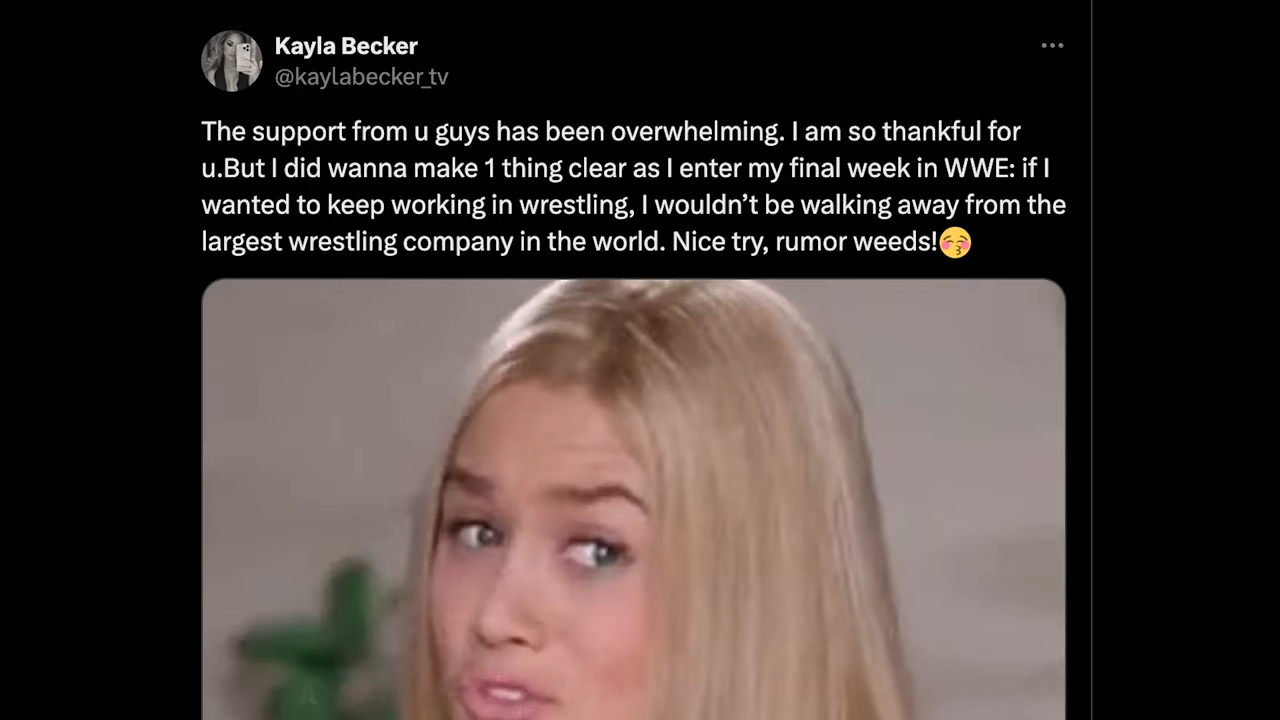 Kayla Becker
@kaylabecker_tv
The support from u guys has been overwhelming. I am so thankful for
u.But I did wanna make 1 thing clear as I enter my final week in WWE: if I
wanted to keep working in wrestling, I wouldn’t be walking away from the
largest wrestling company in the world. Nice try, rumor weeds!😚